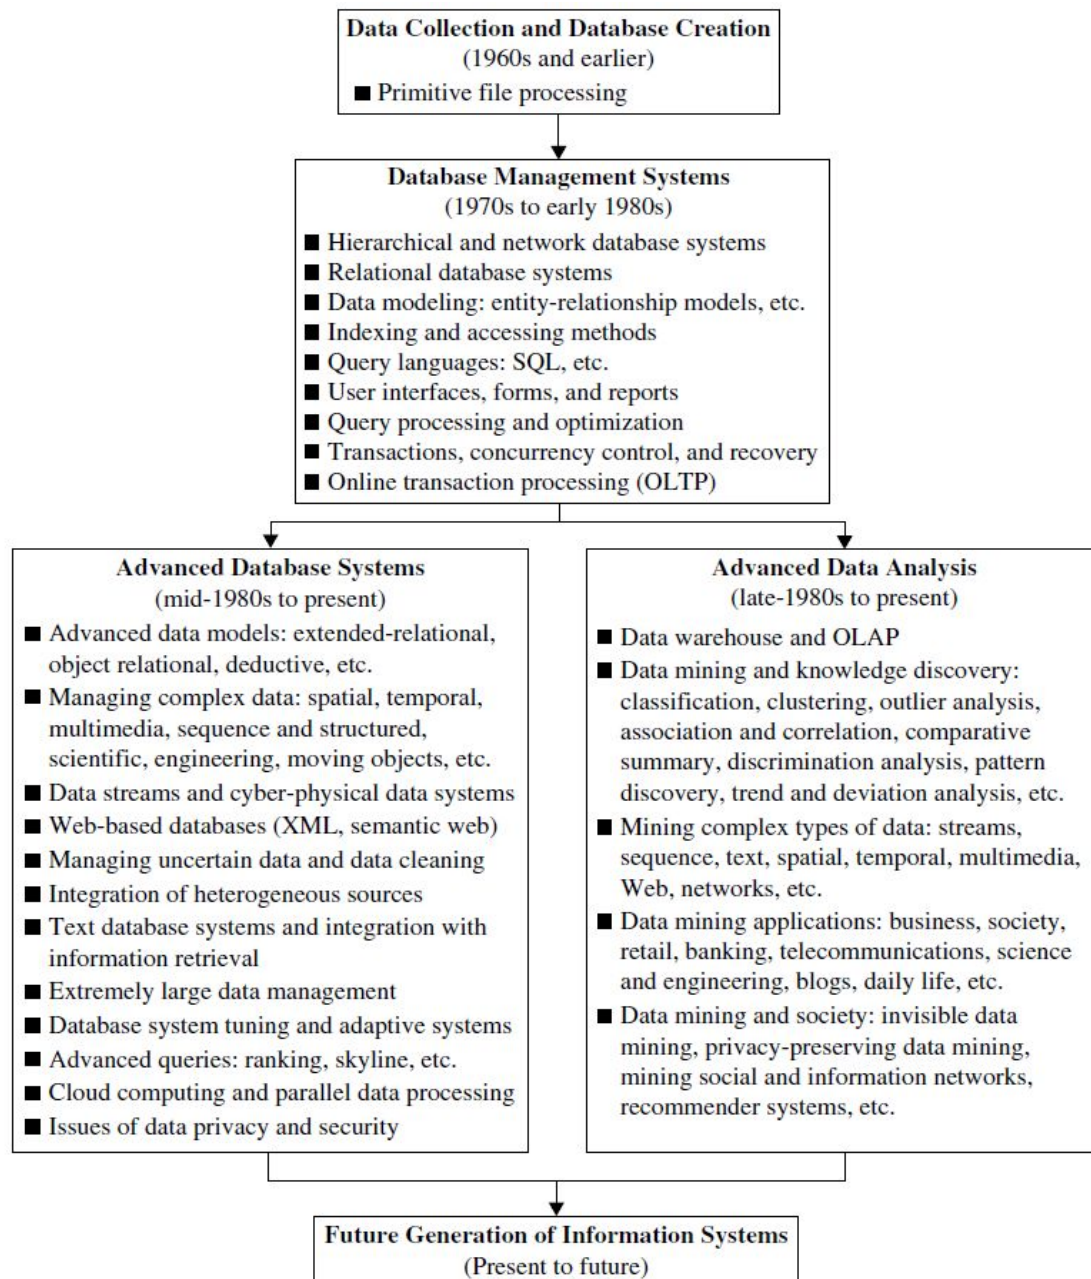 Data Collection and Database Creation
(1960s and earlier)
■ Primitive file processing
Database Management Systems
(1970s to early 1980s)
■ Hierarchical and network database systems
■ Relational database systems
■ Data modeling: entity-relationship models, etc.
■ Indexing and accessing methods
■ Query languages: SQL, etc.
■ User interfaces, forms, and reports
■ Query processing and optimization
■ Transactions, concurrency control, and recovery
■ Online transaction processing (OLTP)
Advanced Database Systems
(mid-1980s to present)
■ Advanced data models: extended-relational,
object relational, deductive, etc.
■ Managing complex data: spatial, temporal,
multimedia, sequence and structured,
scientific, engineering, moving objects, etc.
■ Data streams and cyber-physical data systems
■ Web-based databases (XML, semantic web)
■ Managing uncertain data and data cleaning
■ Integration of heterogeneous sources
■ Text database systems and integration with
information retrieval
■ Extremely large data management
■ Database system tuning and adaptive systems
■ Advanced queries: ranking, skyline, etc.
■ Cloud computing and parallel data processing
■ Issues of data privacy and security
Advanced Data Analysis
(late-1980s to present)
■ Data warehouse and OLAP
■ Data mining and knowledge discovery:
classification, clustering, outlier analysis,
association and correlation, comparative
summary, discrimination analysis, pattern
discovery, trend and deviation analysis, etc.
■ Mining complex types of data: streams,
sequence, text, spatial, temporal, multimedia,
Web, networks, etc.
■ Data mining applications: business, society,
retail, banking, telecommunications, science
and engineering, blogs, daily life, etc.
■ Data mining and society: invisible data
mining, privacy-preserving data mining,
mining social and information networks,
recommender systems, etc.
Future Generation of Information Systems
(Present to future)